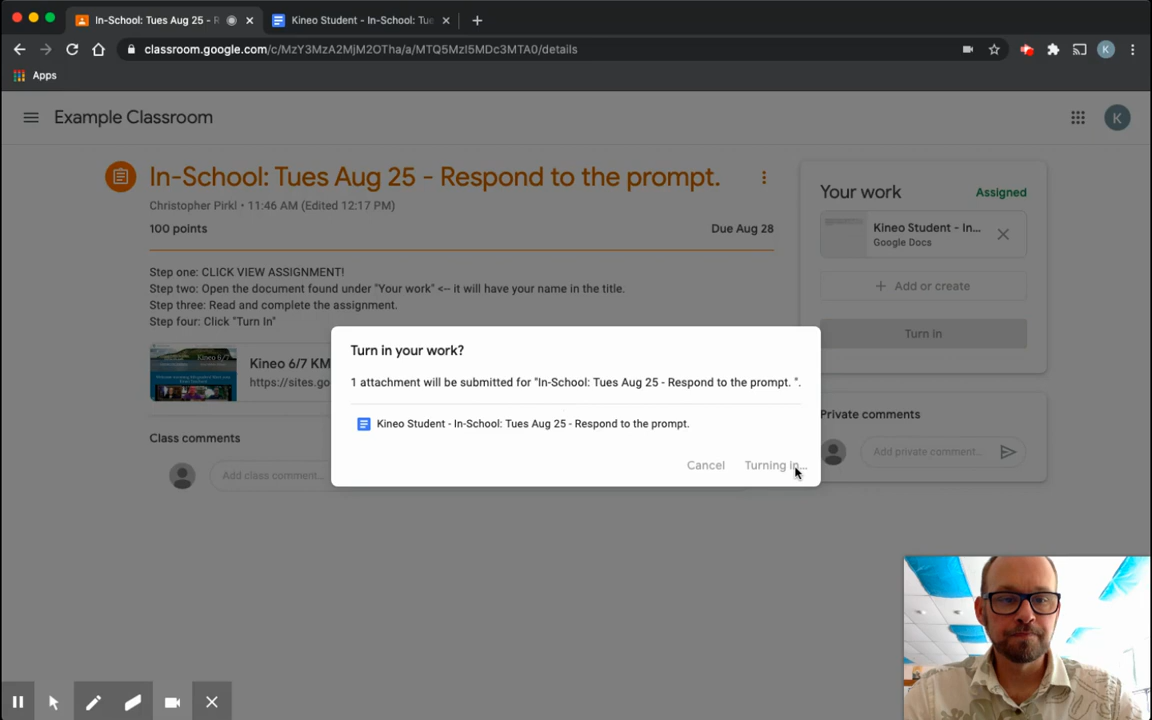 In-School: Tues Aug 25 - R
Kineo Student - In-School: Tue
classroom.google.com/c/MzY3MzA2MjM2OTha/a/MTQ5MzI5MDc3MTA0/details
K
Apps
Example Classroom
K
In-School: Tues Aug 25 - Respond to the prompt.
Christopher Pirkl • 11:46 AM (Edited 12:17 PM)
100 points
Due Aug 28
Step one: CLICK VIEW ASSIGNMENT!
Step two: Open the document found under "Your work" <-- it will have your name in the title.
Step three: Read and complete the assignment.
Step four: Click "Turn In"
Kineo 6/7 KM
https://sites.go
Class comments
Add class comment...
Your work
Assigned
Kineo Student - In...
Google Docs
Add or create
Turn in
Private comments
Add private comment...
Turn in your work?
1 attachment will be submitted for "In-School: Tues Aug 25 - Respond to the prompt. ".
Kineo Student - In-School: Tues Aug 25 - Respond to the prompt.
Cancel
Turning in...